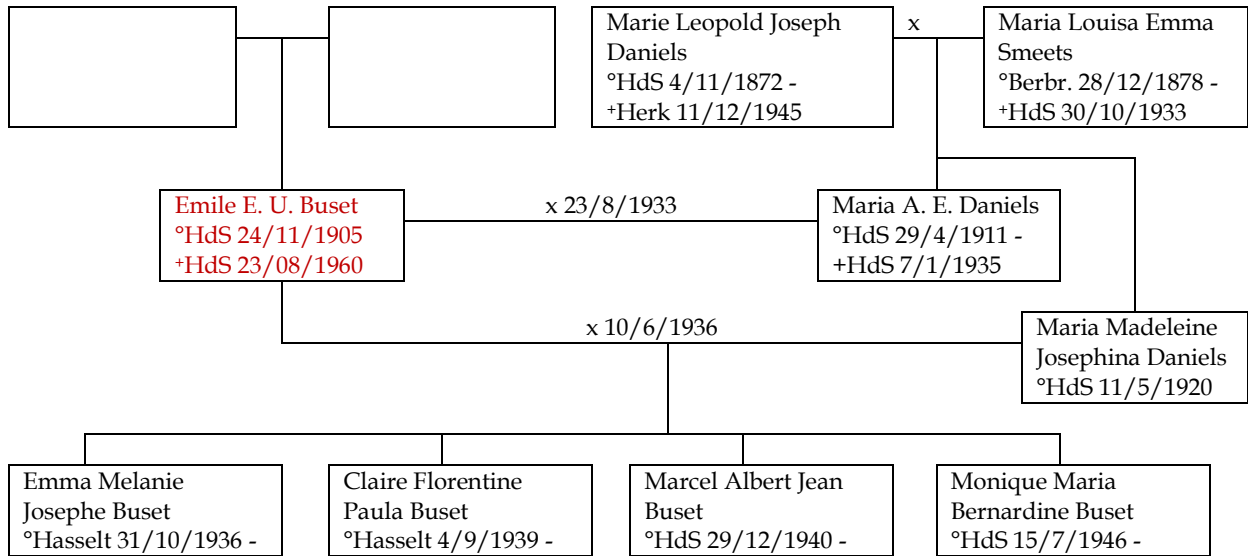 Marie Leopold Joseph
Daniels
°HdS 4/11/1872 -
⁺Herk 11/12/1945
x
Maria Louisa Emma
Smeets
°Berbr. 28/12/1878 -
⁺HdS 30/10/1933
Emile E. U. Buset
°HdS 24/11/1905
⁺HdS 23/08/1960
x 23/8/1933
Maria A. E. Daniels
°HdS 29/4/1911 -
+HdS 7/1/1935
x 10/6/1936
Maria Madeleine
Josephina Daniels
°HdS 11/5/1920
Emma Melanie
Josephe Buset
°Hasselt 31/10/1936 -
Claire Florentine
Paula Buset
°Hasselt 4/9/1939 -
Marcel Albert Jean
Buset
°HdS 29/12/1940 -
Monique Maria
Bernardine Buset
°HdS 15/7/1946 -